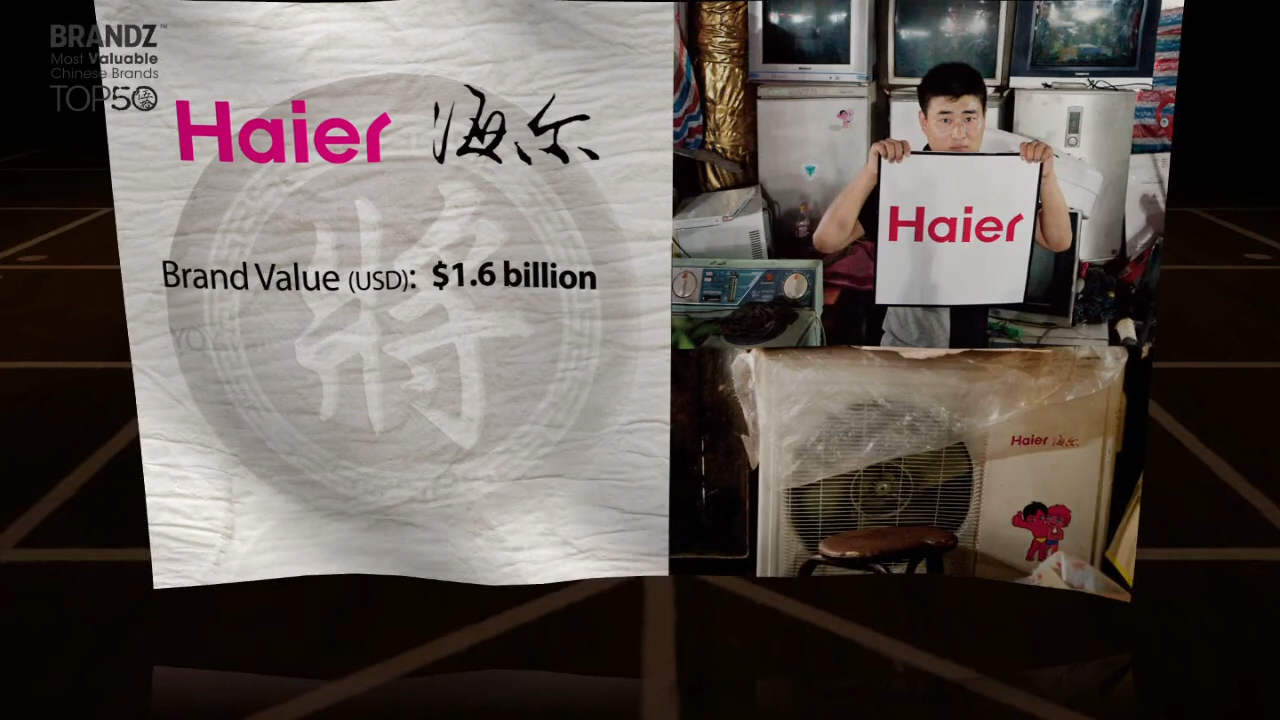 BRANDZ™
Most Valuable
Chinese Brands
TOP50
Haier 海尔
將
Brand Value (USD): $1.6 billion
Haier
Haier 海尔